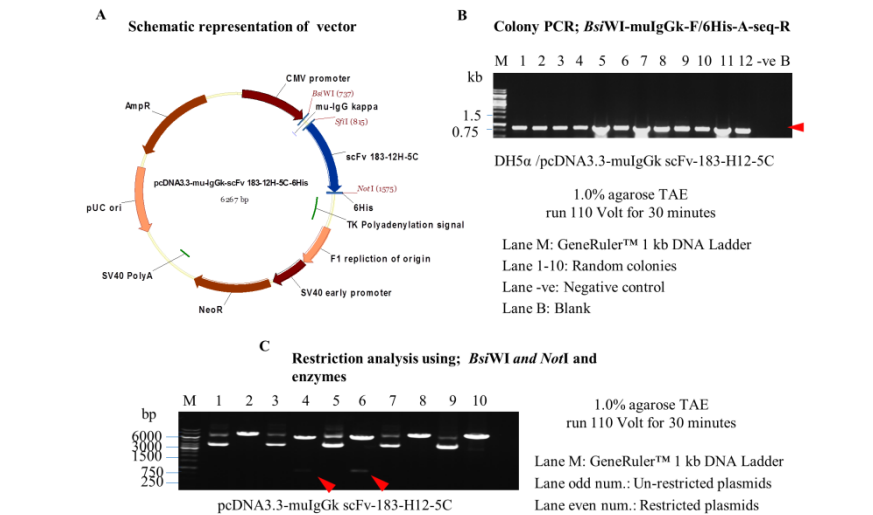 A
Schematic representation of vector
CMV promoter
BsiWI (737)
mu-IgG kappa
SfiI (815)
AmpR
scFv 183-12H-5C
pcDNA3.3-mu-IgGk-scFv 183-12H-5C-6His
6267 bp
NotI (1575)
6His
TK Polyadenylation signal
pUC ori
F1 repliction of origin
SV40 PolyA
SV40 early promoter
NeoR
B
Colony PCR; BsiWI-muIgGk-F/6His-A-seq-R
M 1 2 3 4 5 6 7 8 9 10 11 12 -ve B
kb
1.5
0.75
DH5α /pcDNA3.3-muIgGk scFv-183-H12-5C
1.0% agarose TAE
run 110 Volt for 30 minutes
Lane M: GeneRuler™ 1 kb DNA Ladder
Lane 1-10: Random colonies
Lane -ve: Negative control
Lane B: Blank
C
Restriction analysis using; BsiWI and NotI and
enzymes
M 1 2 3 4 5 6 7 8 9 10
bp
6000
3000
1500
750
250
pcDNA3.3-muIgGk scFv-183-H12-5C
1.0% agarose TAE
run 110 Volt for 30 minutes
Lane M: GeneRuler™ 1 kb DNA Ladder
Lane odd num.: Un-restricted plasmids
Lane even num.: Restricted plasmids